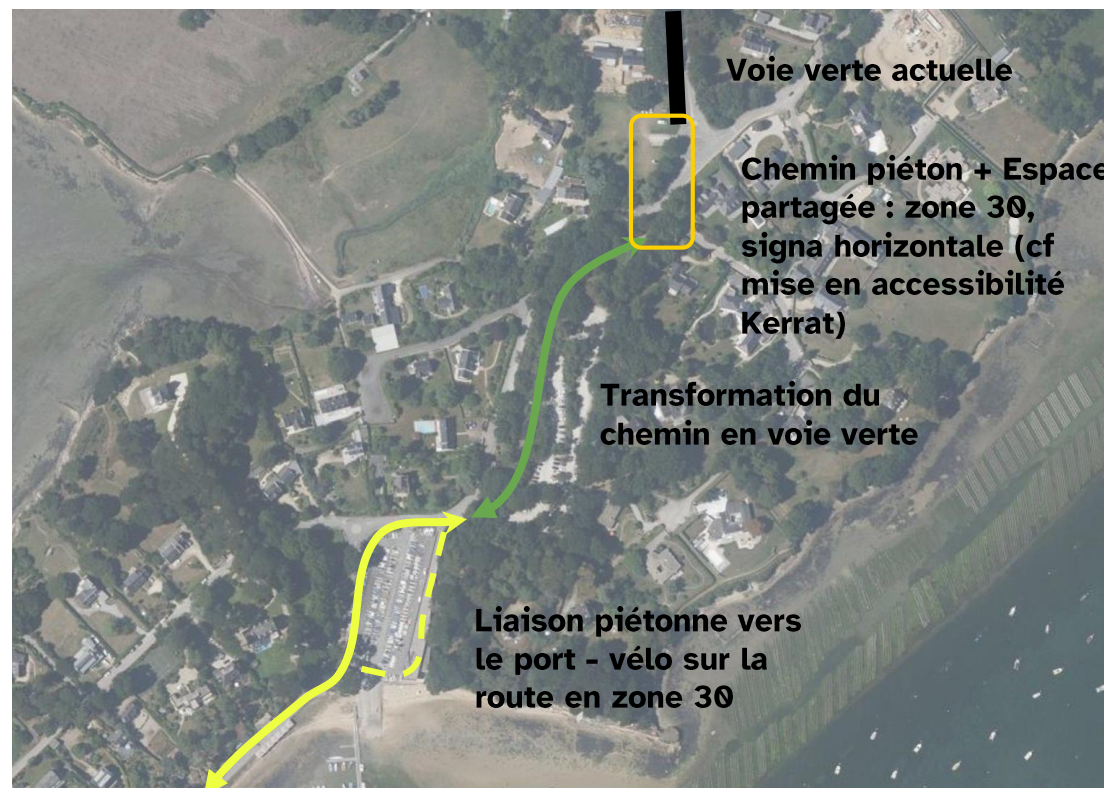 Voie verte actuelle
Chemin piéton + Espace
partagée : zone 30,
signa horizontale (cf
mise en accessibilité
Kerrat)
Transformation du
chemin en voie verte
Liaison piétonne vers
le port - vélo sur la
route en zone 30